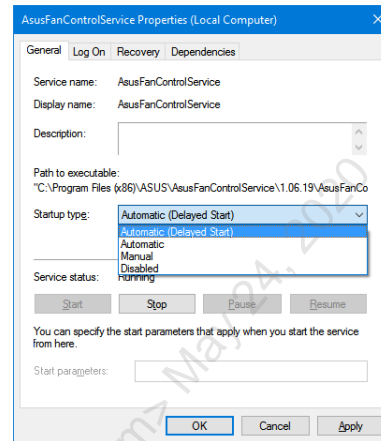 AsusFanControlService Properties (Local Computer)
General Log On Recovery Dependencies
Service name: AsusFanControlService
Display name: AsusFanControlService
Description:
Path to executable:
"C:\Program Files (x86)\ASUS\AsusFanControlService\1.06.19\AsusFanCo
Startup type: Automatic (Delayed Start)
Automatic (Delayed Start)
Automatic
Manual
Disabled
Service status: Running
Start Stop Pause Resume
You can specify the start parameters that apply when you start the service
from here.
Start parameters:
OK Cancel Apply
May 24, 2020